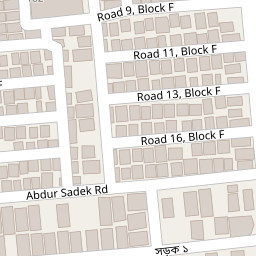 Road 9, Block F
Road 11, Block F
F
Road 13, Block F
Road 16, Block F
Abdur Sadek Rd
সড়ক ১